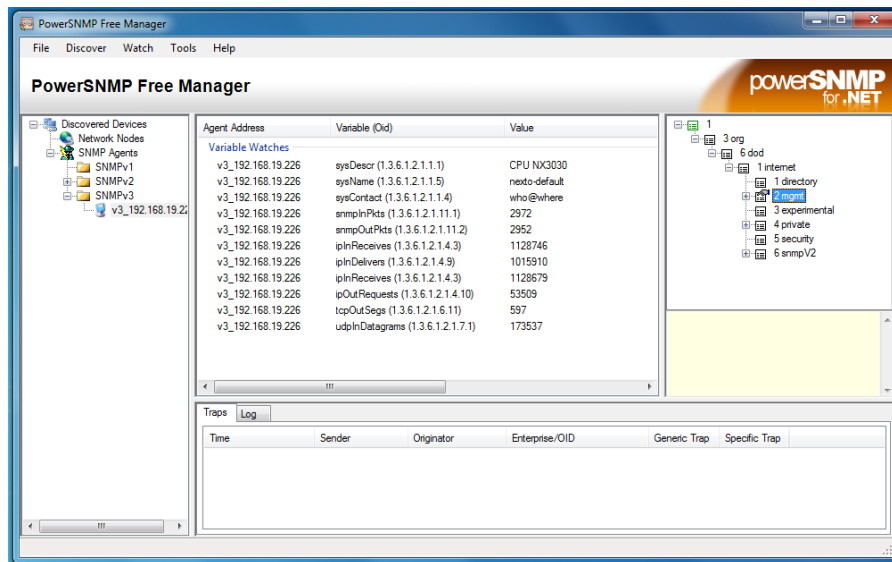 PowerSNMP Free Manager
File Discover Watch Tools Help
PowerSNMP Free Manager
powerSNMP
for .NET
Discovered Devices
Network Nodes
SNMP Agents
SNMPv1
SNMPv2
SNMPv3
v3_192.168.19.22
Agent Address Variable (Oid) Value
Variable Watches
v3_192.168.19.226 sysDescr (1.3.6.1.2.1.1.1) CPU NX3030
v3_192.168.19.226 sysName (1.3.6.1.2.1.1.5) nexto-default
v3_192.168.19.226 sysContact (1.3.6.1.2.1.1.4) who@where
v3_192.168.19.226 snmpInPkts (1.3.6.1.2.1.11.1) 2972
v3_192.168.19.226 snmpOutPkts (1.3.6.1.2.1.11.2) 2952
v3_192.168.19.226 ipInReceives (1.3.6.1.2.1.4.3) 1128746
v3_192.168.19.226 ipInDelivers (1.3.6.1.2.1.4.9) 1015910
v3_192.168.19.226 ipInReceives (1.3.6.1.2.1.4.3) 1128679
v3_192.168.19.226 ipOutRequests (1.3.6.1.2.1.4.10) 53509
v3_192.168.19.226 tcpOutSegs (1.3.6.1.2.1.6.11) 597
v3_192.168.19.226 udpInDatagrams (1.3.6.1.2.1.7.1) 173537
1
3 org
6 dod
1 internet
1 directory
2 mgmt
3 experimental
4 private
5 security
6 snmpV2
Traps Log
Time Sender Originator Enterprise/OID Generic Trap Specific Trap